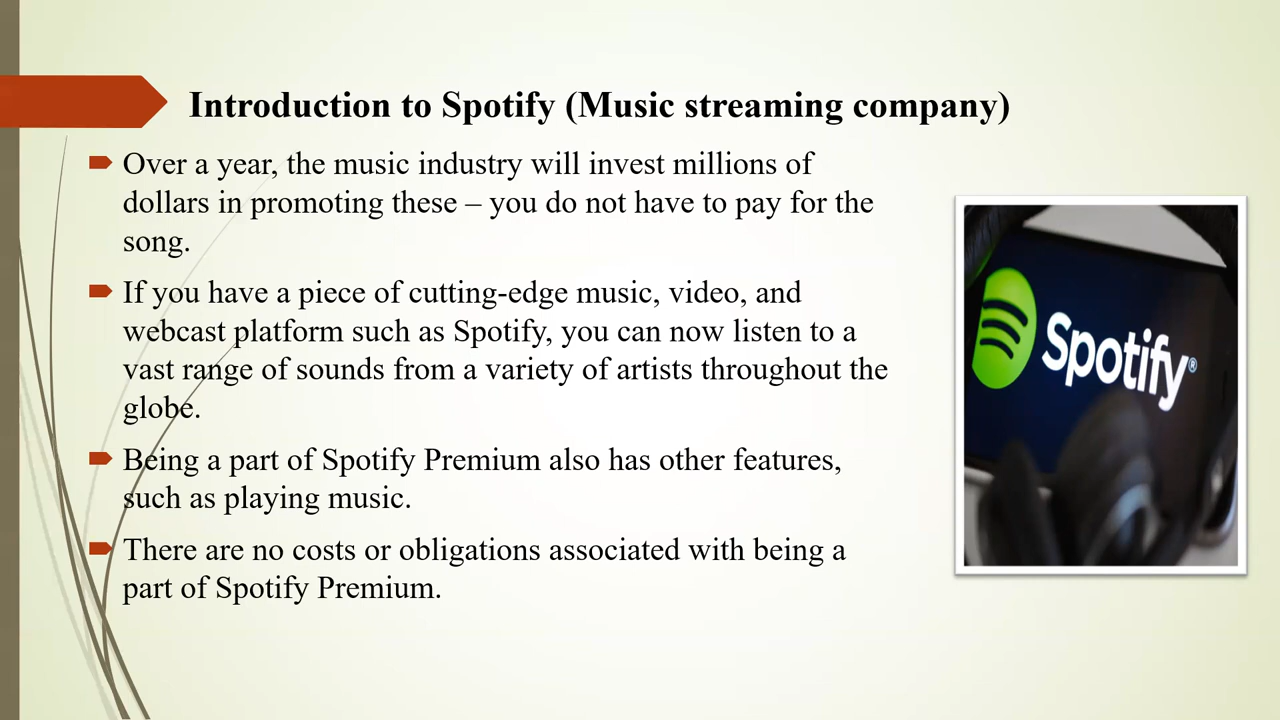 Introduction to Spotify (Music streaming company)
Over a year, the music industry will invest millions of
dollars in promoting these – you do not have to pay for the
song.
If you have a piece of cutting-edge music, video, and
webcast platform such as Spotify, you can now listen to a
vast range of sounds from a variety of artists throughout the
globe.
Being a part of Spotify Premium also has other features,
such as playing music.
There are no costs or obligations associated with being a
part of Spotify Premium.
Spotify®